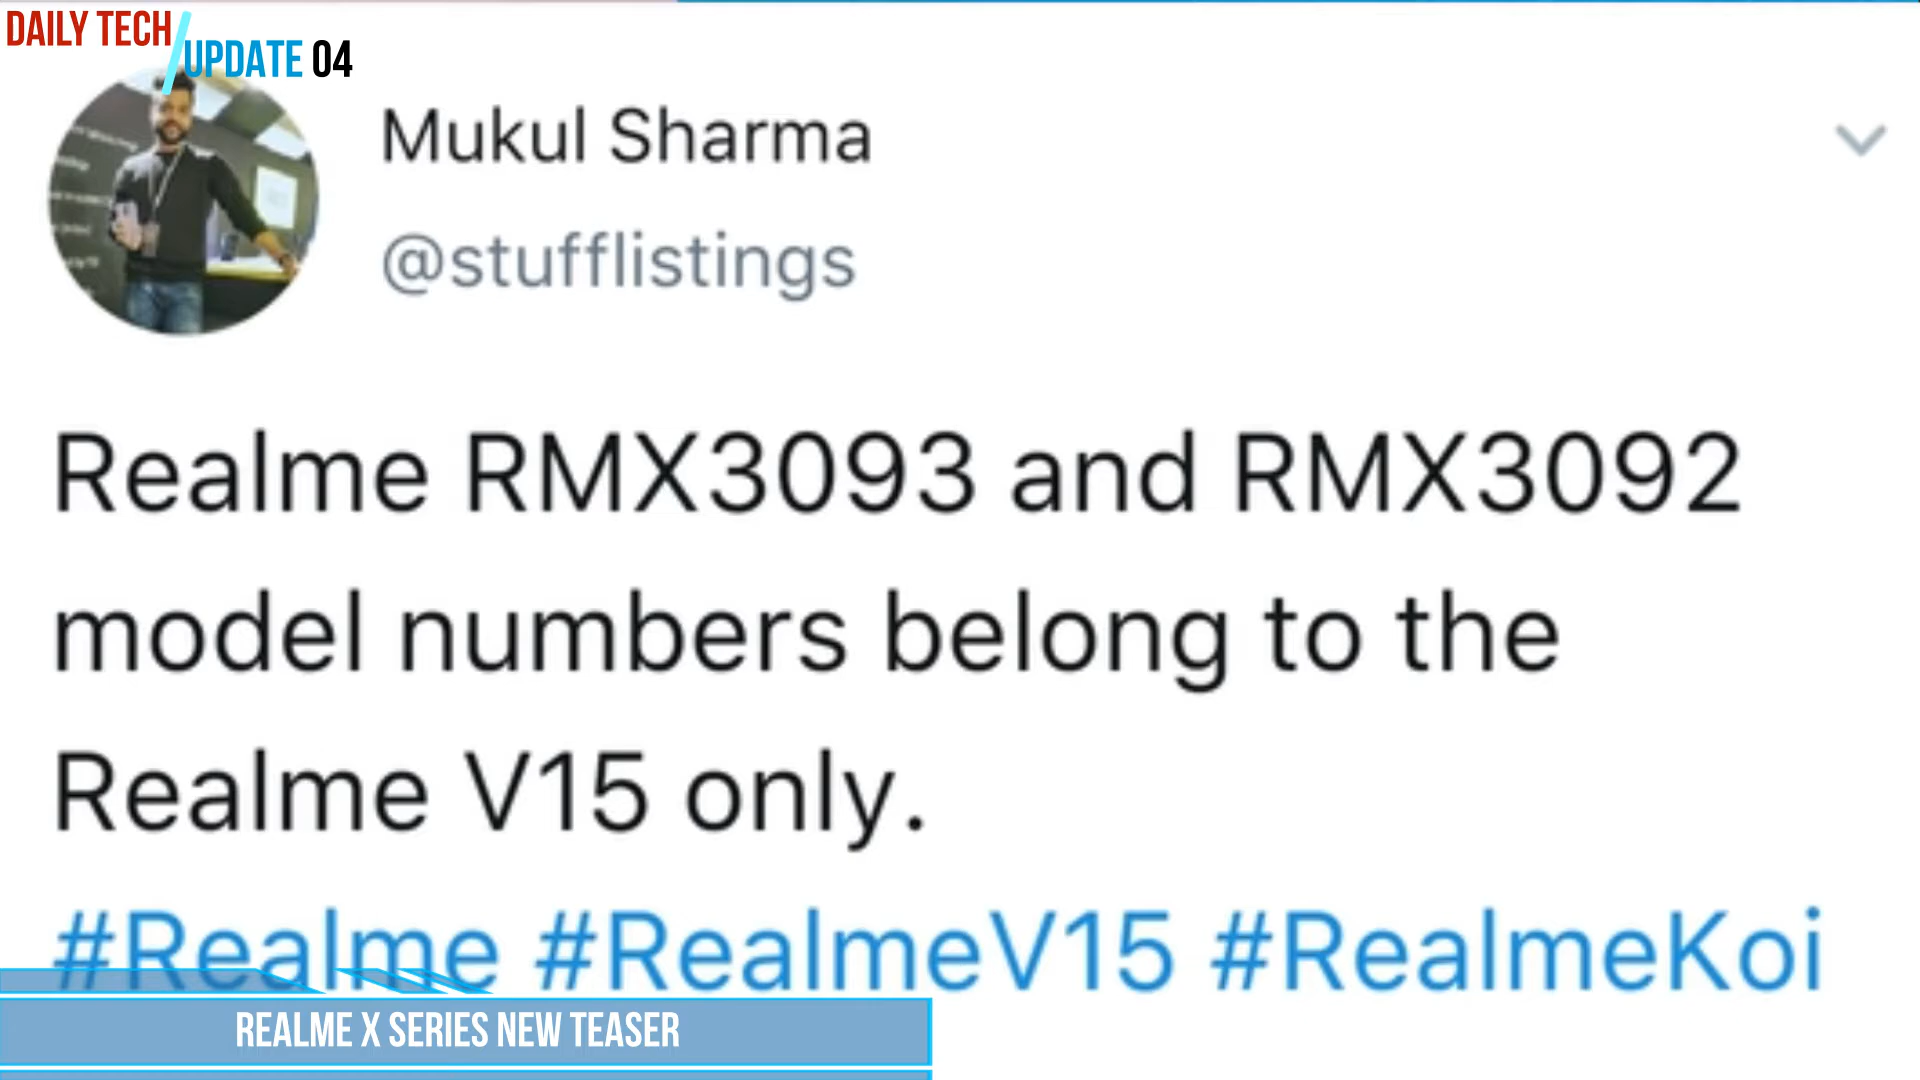 DAILY TECH
UPDATE 04
Mukul Sharma
@stufflistings
Realme RMX3093 and RMX3092
model numbers belong to the
Realme V15 only.
#Realme #RealmeV15 #RealmeKoi
REALME X SERIES NEW TEASER